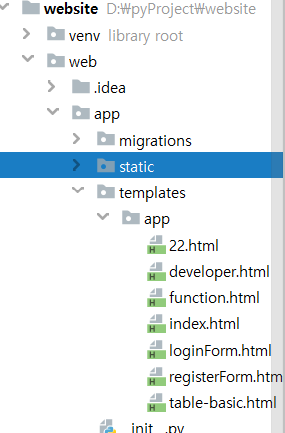 website D:₩pyProject₩website
venv library root
web
.idea
app
migrations
static
templates
app
22.html
developer.html
function.html
index.html
loginForm.html
registerForm.htm
table-basic.html
__init__.py